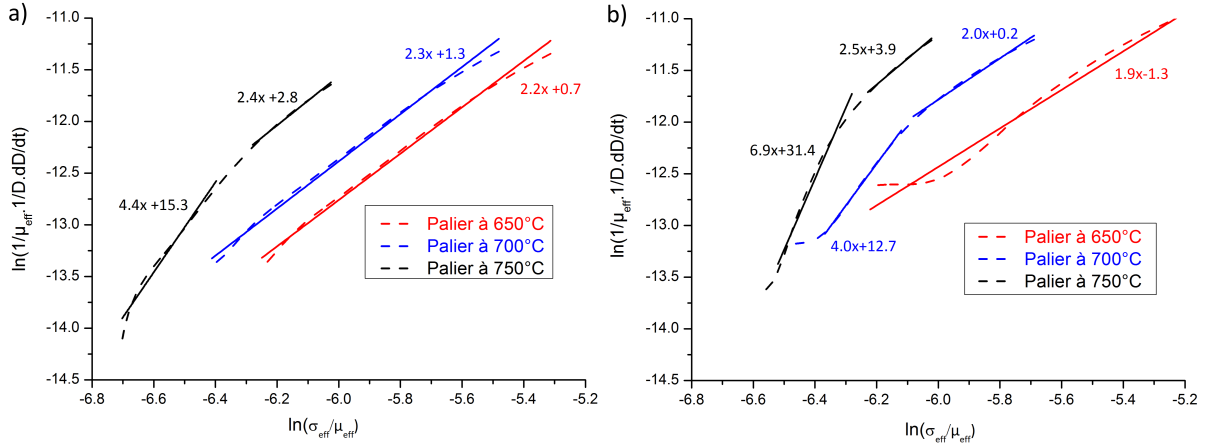 a)
ln(1/μeff.1/D.dD/dt)
-11.0
-11.5
-12.0
-12.5
-13.0
-13.5
-14.0
-14.5
2.3x +1.3
2.4x +2.8
2.2x +0.7
4.4x +15.3
Palier à 650°C
Palier à 700°C
Palier à 750°C
-6.8 -6.6 -6.4 -6.2 -6.0 -5.8 -5.6 -5.4 -5.2
ln(σeff/μeff)
b)
ln(1/μeff.1/D.dD/dt)
-11.0
-11.5
-12.0
-12.5
-13.0
-13.5
-14.0
-14.5
2.0x+0.2
2.5x+3.9
1.9x-1.3
6.9x+31.4
4.0x+12.7
Palier à 650°C
Palier à 700°C
Palier à 750°C
-6.8 -6.6 -6.4 -6.2 -6.0 -5.8 -5.6 -5.4 -5.2
ln(σeff/μeff)